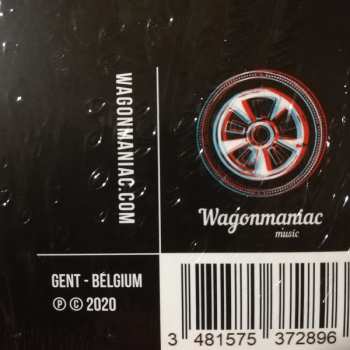 WAGONMANIAC.COM
Wagonmaniac
music
GENT - BELGIUM
℗ © 2020
3 481575 372896